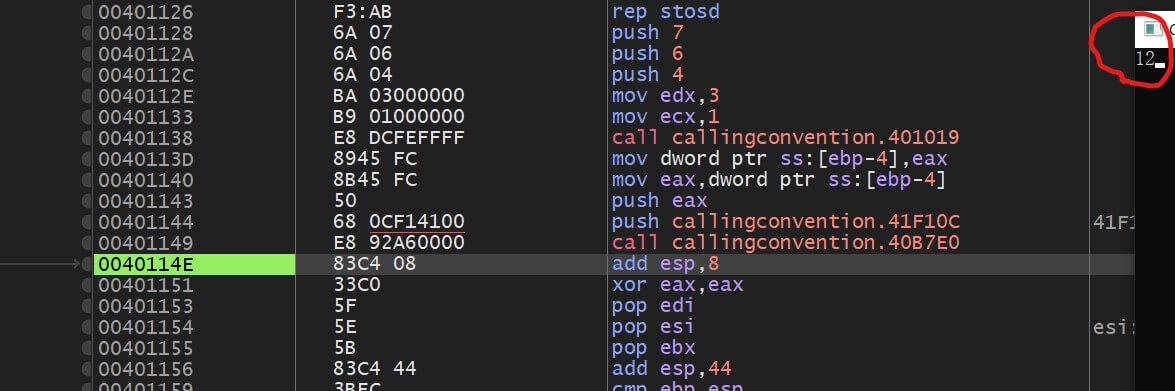 00401126 F3:AB rep stosd
00401128 6A 07 push 7
0040112A 6A 06 push 6
0040112C 6A 04 push 4
0040112E BA 03000000 mov edx,3
00401133 B9 01000000 mov ecx,1
00401138 E8 DCFEFFFF call callingconvention.401019
0040113D 8945 FC mov dword ptr ss:[ebp-4],eax
00401140 8B45 FC mov eax,dword ptr ss:[ebp-4]
00401143 50 push eax
00401144 68 0CF14100 push callingconvention.41F10C 41F1
00401149 E8 92A60000 call callingconvention.40B7E0
0040114E 83C4 08 add esp,8
00401151 33C0 xor eax,eax
00401153 5F pop edi
00401154 5E pop esi esi:
00401155 5B pop ebx
00401156 83C4 44 add esp,44
00401159 3BEC cmp ebp,esp
12_